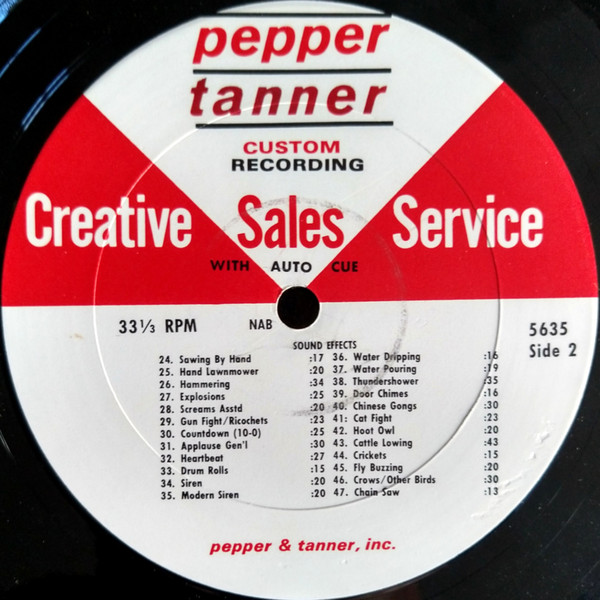 pepper
tanner
CUSTOM
RECORDING
Creative Sales Service
WITH AUTO CUE
33 1/3 RPM NAB
5635
Side 2
SOUND EFFECTS
24. Sawing By Hand :17
25. Hand Lawnmower :20
26. Hammering :34
27. Explosions :25
28. Screams Asstd :20
29. Gun Fight/Ricochets :23
30. Countdown (10-0) :25
31. Applause Gen'l :30
32. Heartbeat :27
33. Drum Rolls :15
34. Siren :20
35. Modern Siren :20
36. Water Dripping :16
37. Water Pouring :19
38. Thundershower :35
39. Door Chimes :16
40. Chinese Gongs :30
41: Cat Fight :23
42. Hoot Owl :20
43. Cattle Lowing :43
44. Crickets :15
45. Fly Buzzing :20
46. Crows/Other Birds :30
47. Chain Saw :13
pepper & tanner, inc.